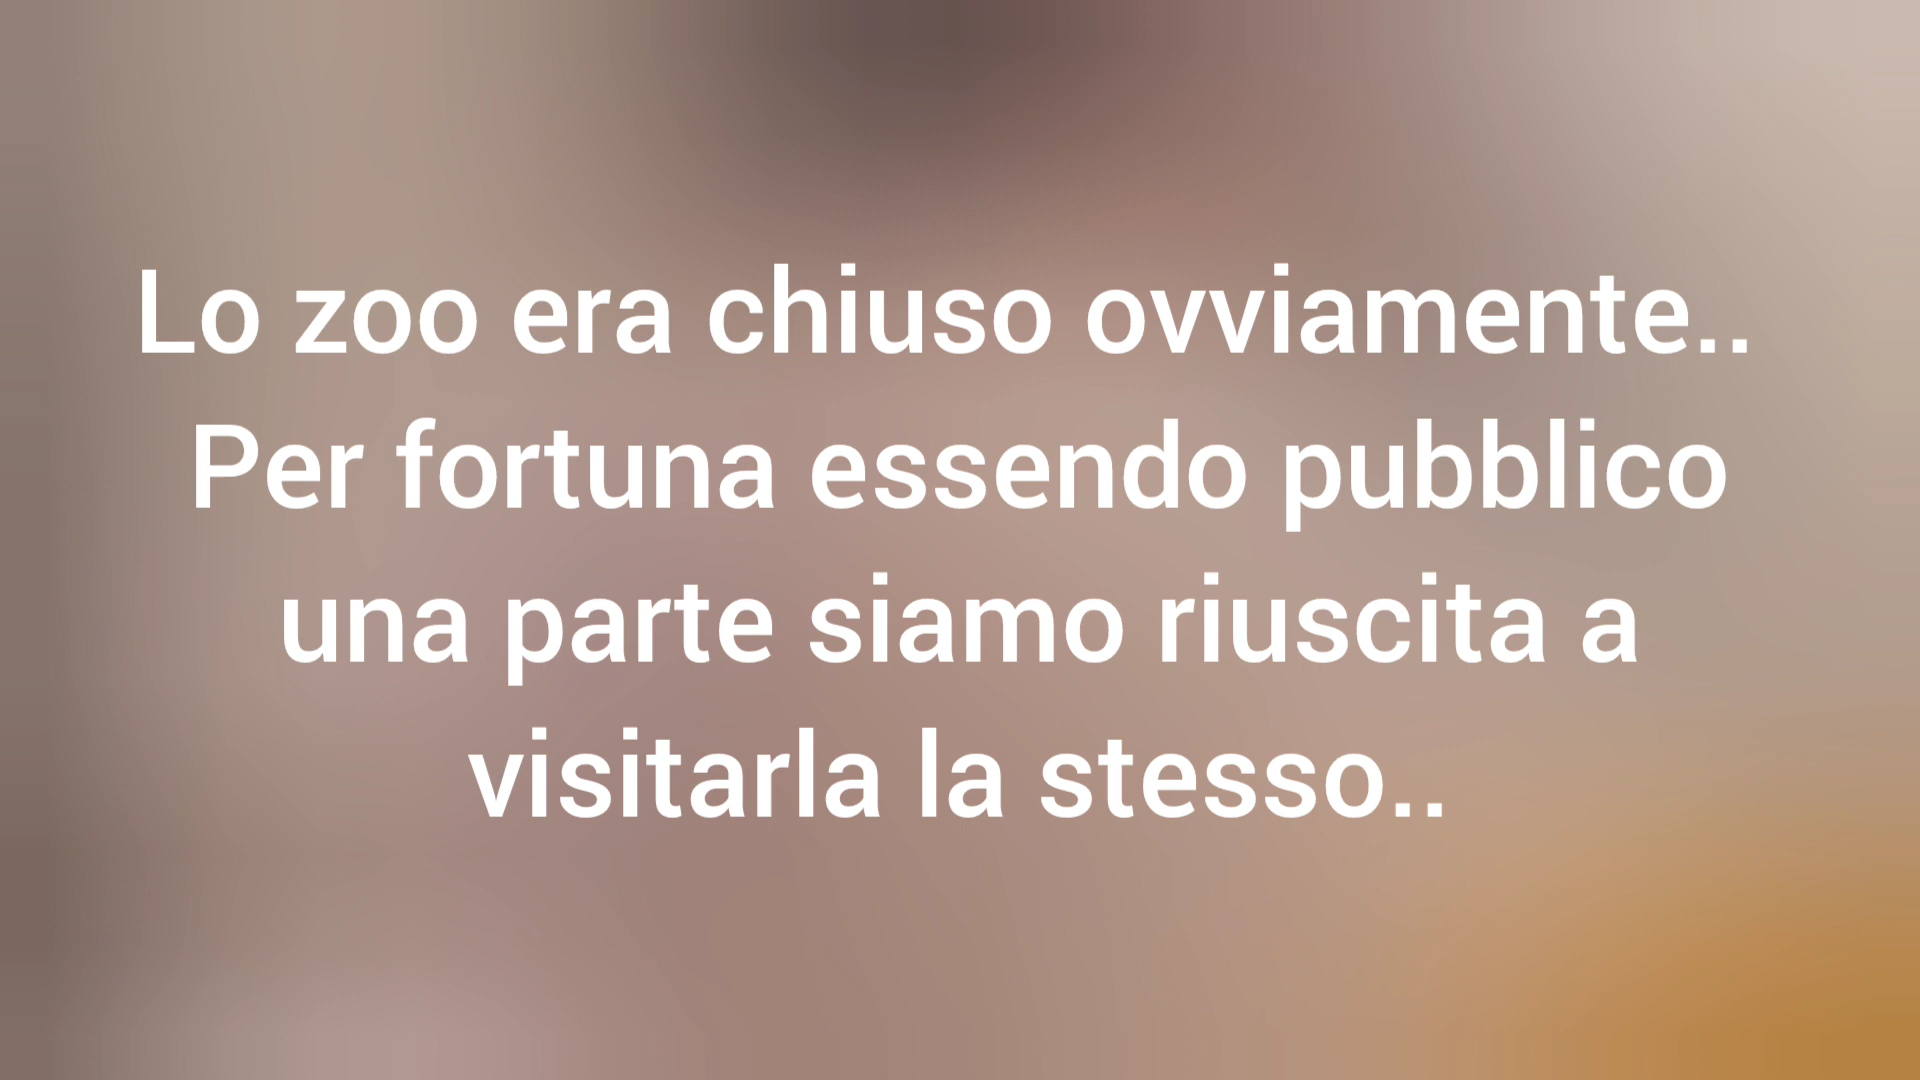 Lo zoo era chiuso ovviamente..
Per fortuna essendo pubblico
una parte siamo riuscita a
visitarla la stesso..